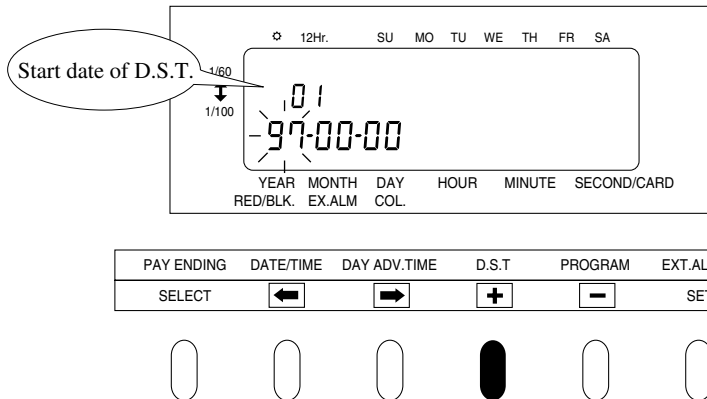 12Hr. SU MO TU WE TH FR SA
Start date of D.S.T.
1/60
1/100
01
97-00-00
YEAR MONTH DAY HOUR MINUTE SECOND/CARD
RED/BLK. EX.ALM COL.
PAY ENDING DATE/TIME DAY ADV.TIME D.S.T PROGRAM EXT.AL
SELECT + − SE